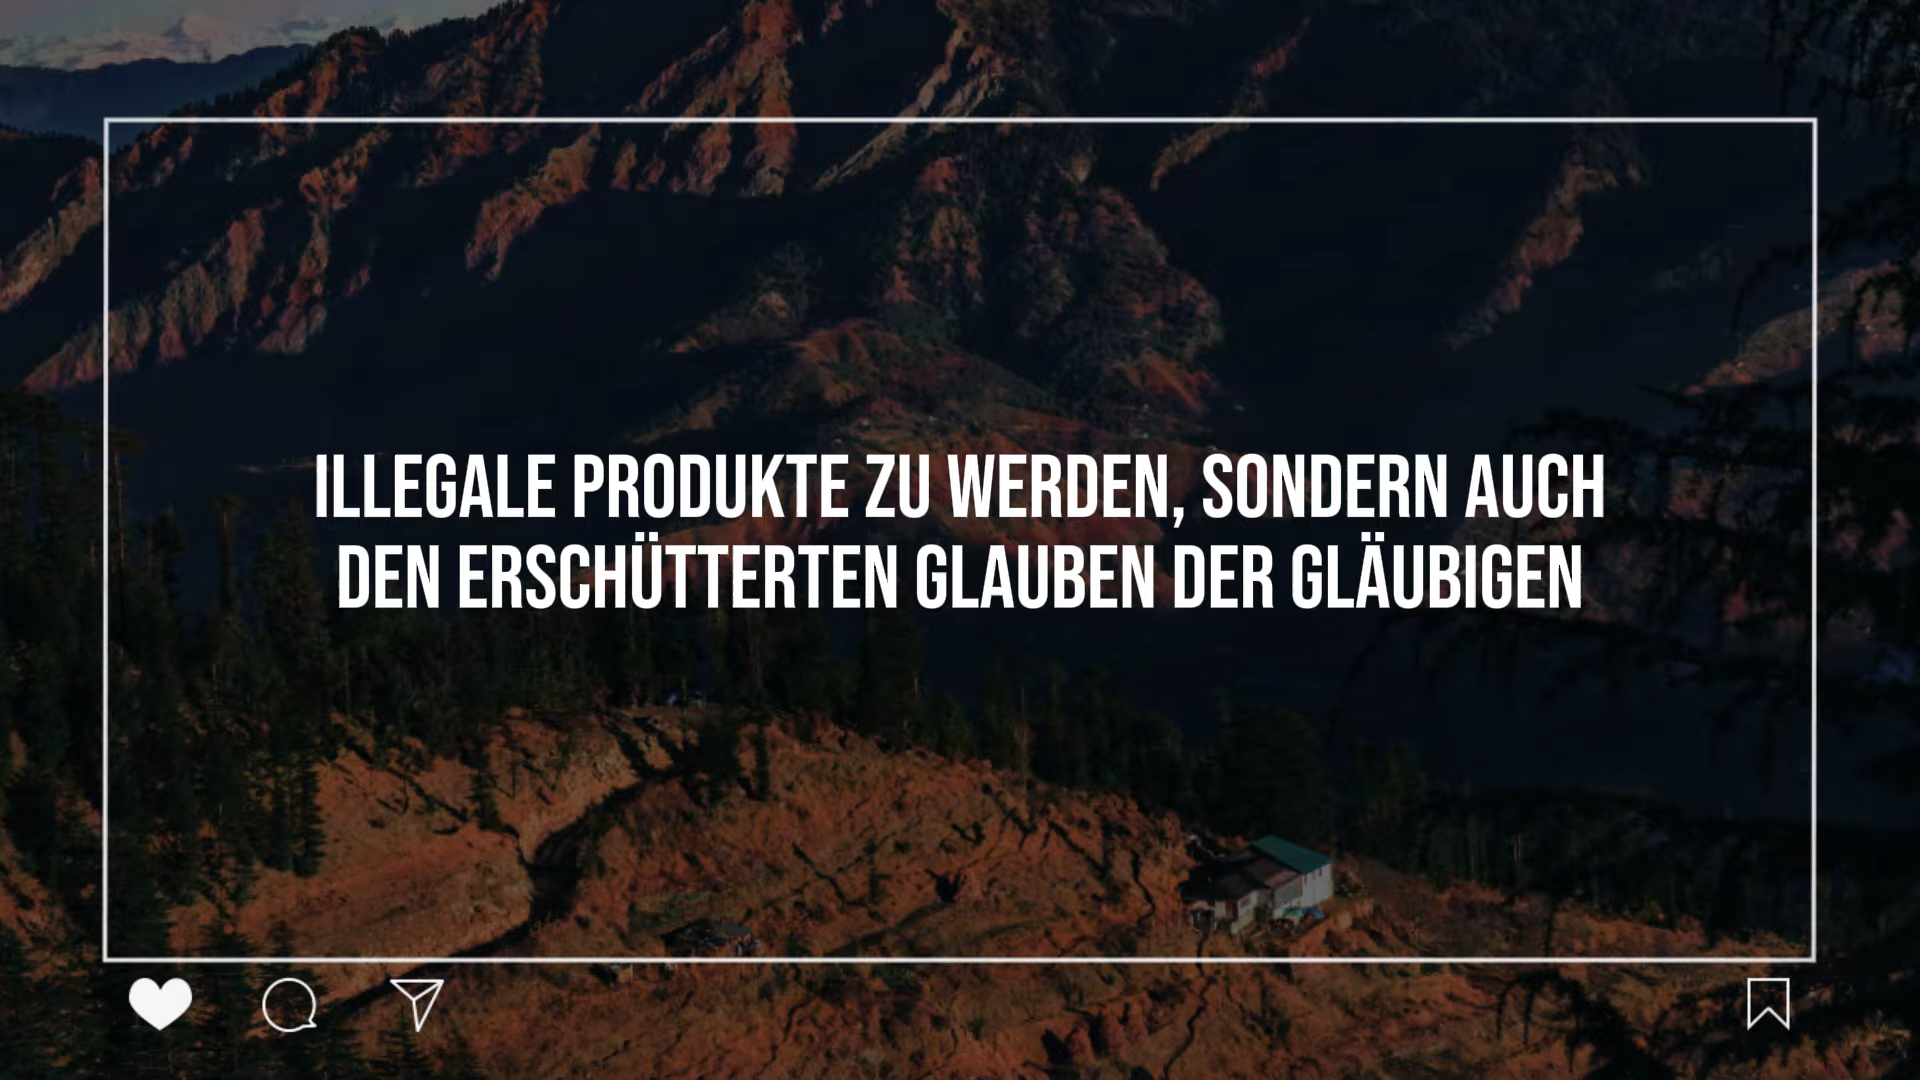 ILLEGALE PRODUKTE ZU WERDEN, SONDERN AUCH
DEN ERSCHÜTTERTEN GLAUBEN DER GLÄUBIGEN